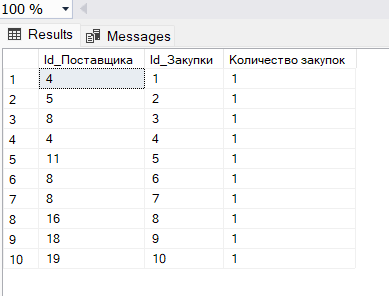 100 %
Results Messages
Id_Поставщика Id_Закупки Количество закупок
1 4 1 1
2 5 2 1
3 8 3 1
4 4 4 1
5 11 5 1
6 8 6 1
7 8 7 1
8 16 8 1
9 18 9 1
10 19 10 1